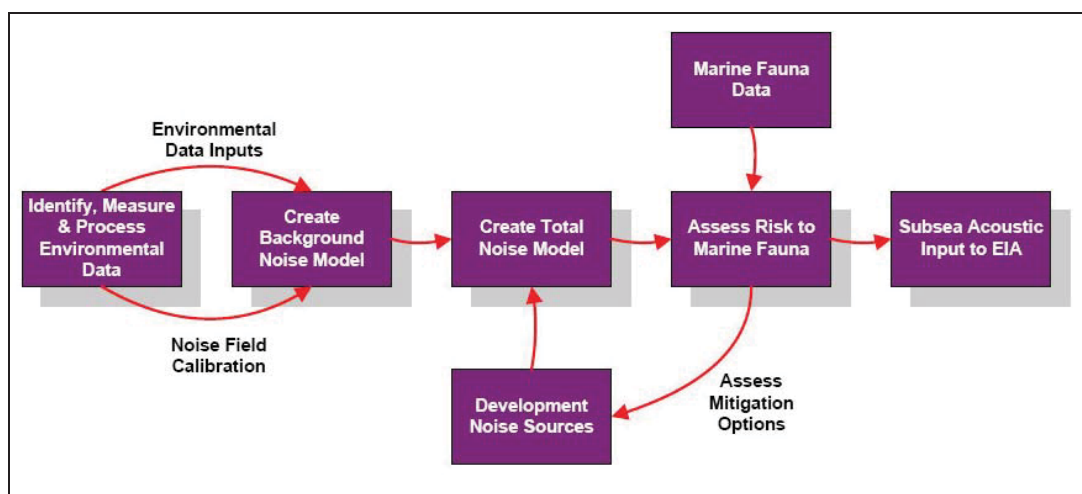 Marine Fauna
Data
Environmental
Data Inputs
Identify, Measure
& Process
Environmental
Data
Create
Background
Noise Model
Create Total
Noise Model
Assess Risk to
Marine Fauna
Subsea Acoustic
Input to EIA
Noise Field
Calibration
Development
Noise Sources
Assess
Mitigation
Options